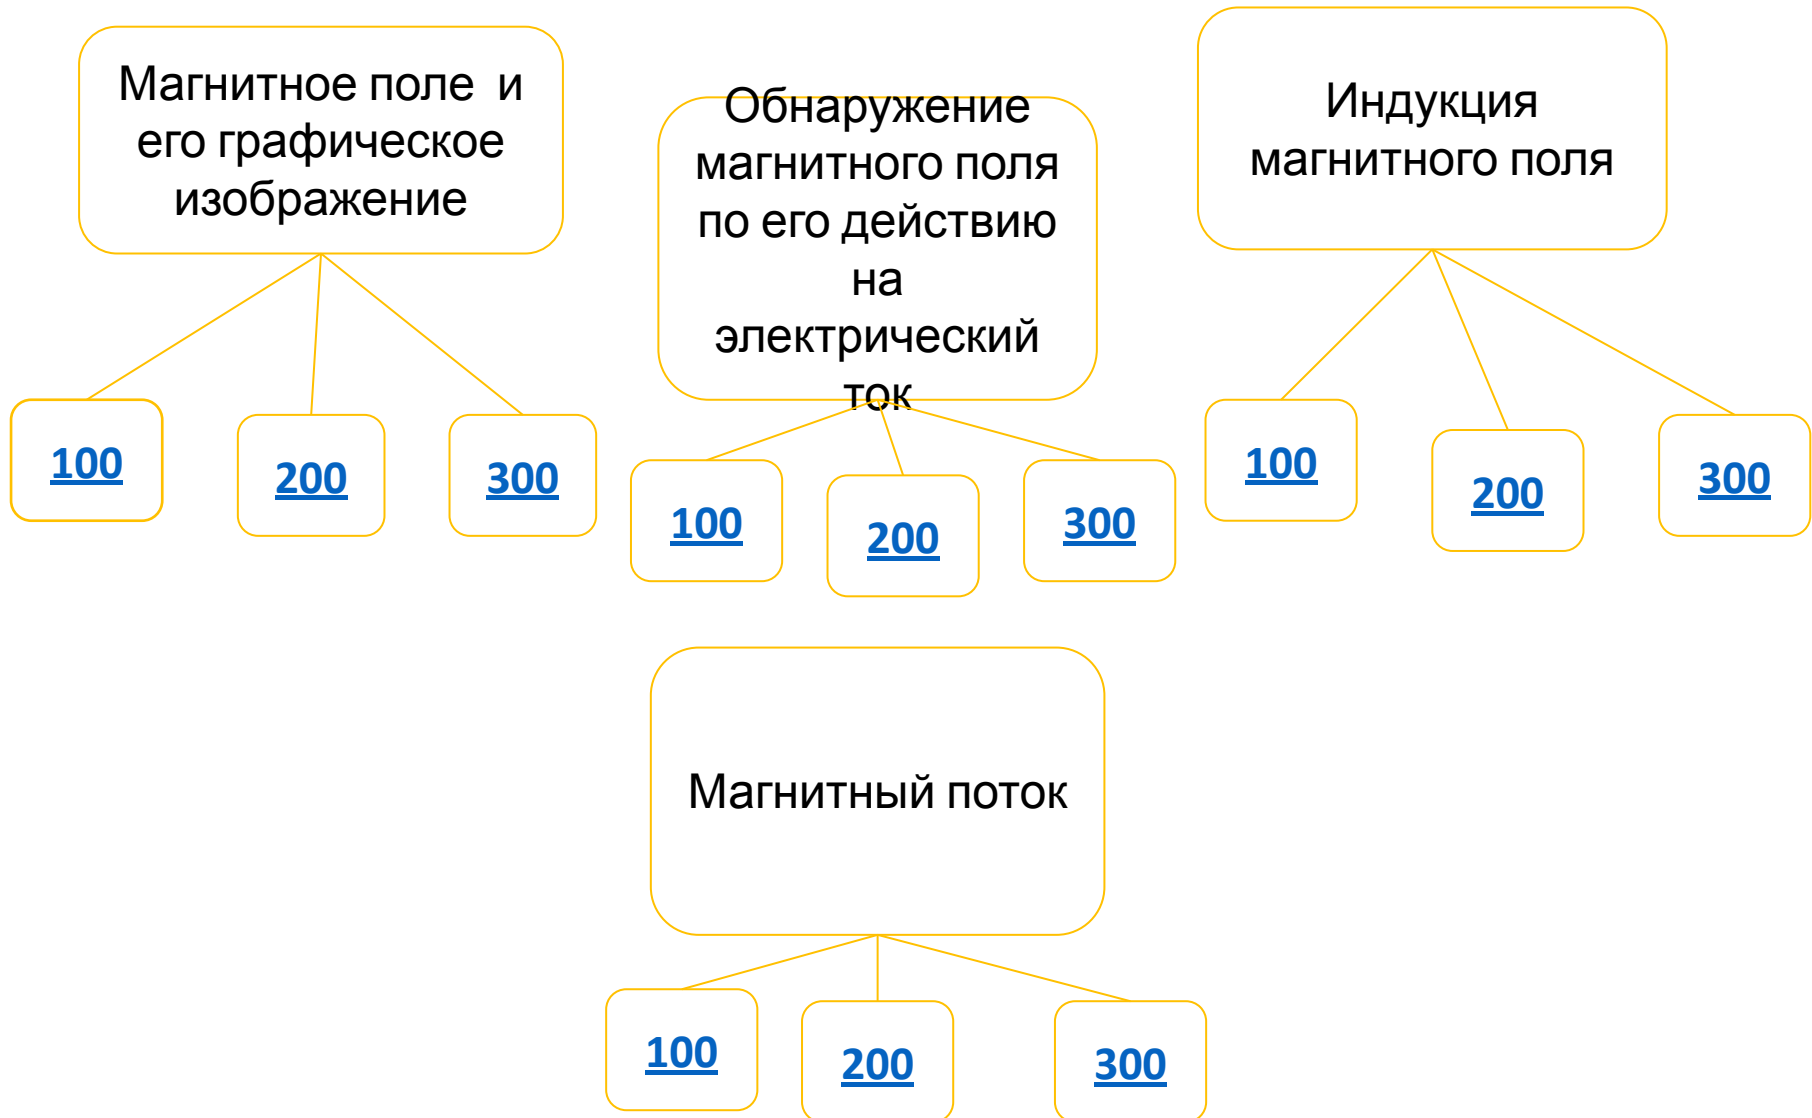 Магнитное поле и
его графическое
изображение
100
200
300
Обнаружение
магнитного поля
по его действию
на
электрический
ток
100
200
300
Индукция
магнитного поля
100
200
300
Магнитный поток
100
200
300